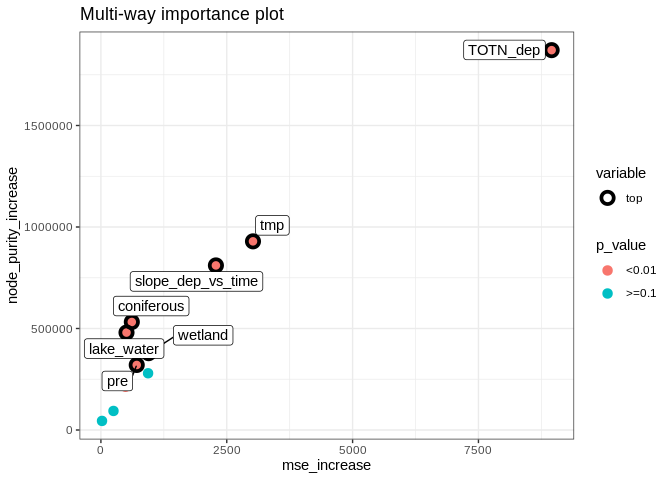 Multi-way importance plot
TOTN_dep
tmp
slope_dep_vs_time
coniferous
wetland
lake_water
pre
node_purity_increase
1500000
1000000
500000
0
0
2500
5000
7500
mse_increase
variable
top
p_value
<0.01
>=0.1